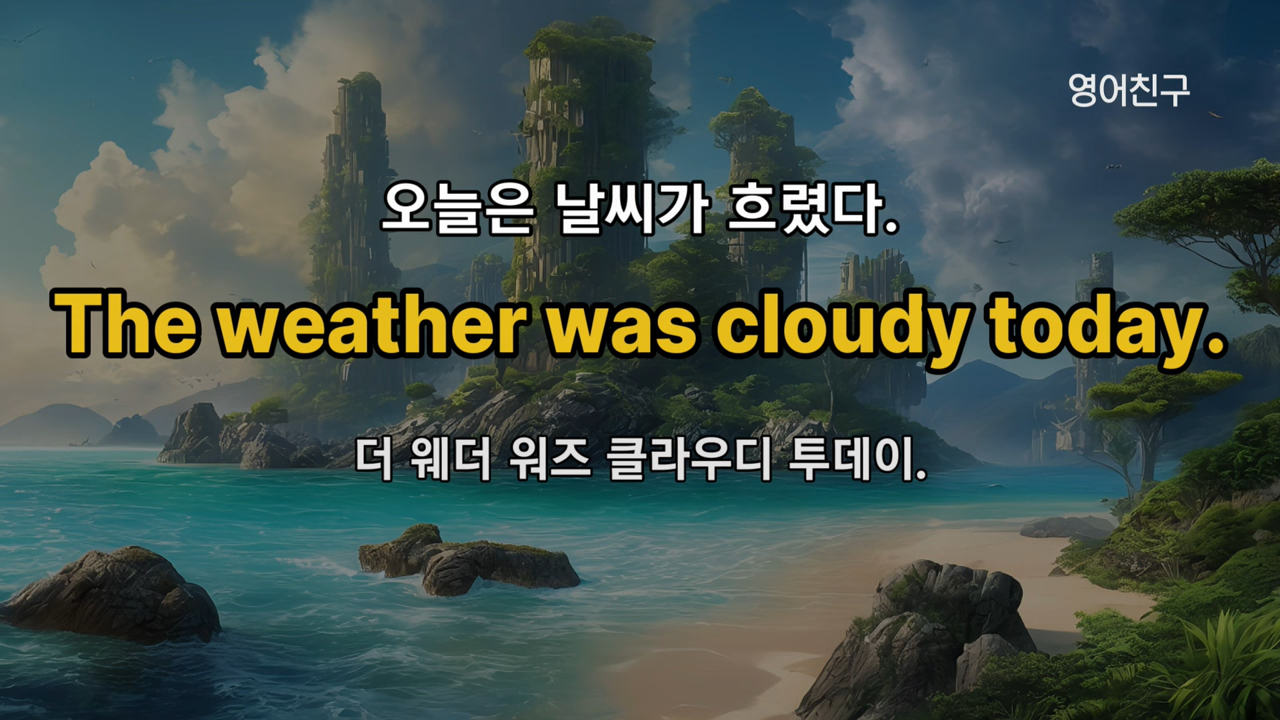 영어친구
오늘은 날씨가 흐렸다.
The weather was cloudy today.
더 웨더 워즈 클라우디 투데이.